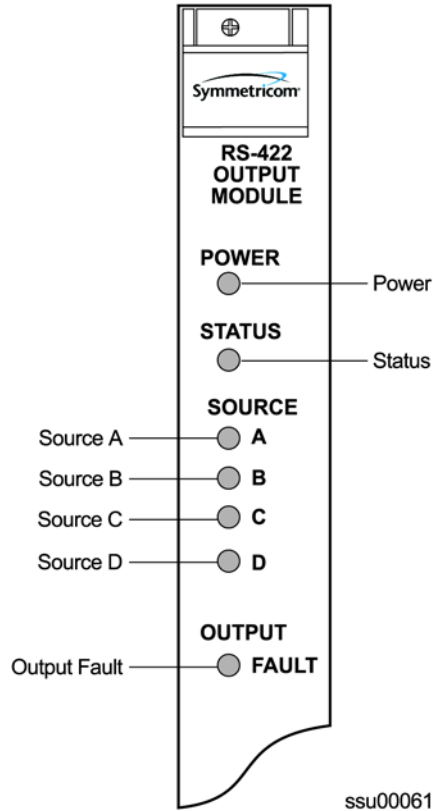 Symmetricom
RS-422
OUTPUT
MODULE
POWER
Power
STATUS
Status
SOURCE
Source A
A
Source B
B
Source C
C
Source D
D
OUTPUT
Output Fault
FAULT
ssu00061